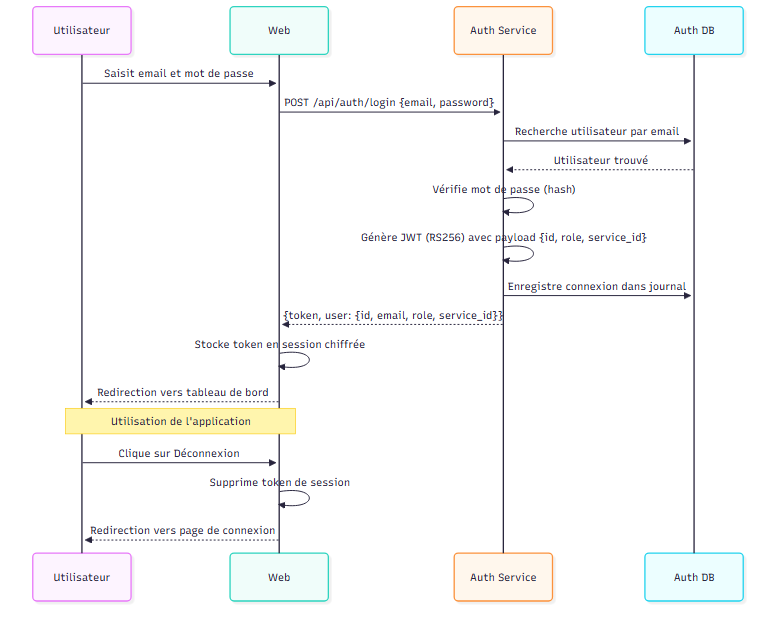 Utilisateur
Web
Auth Service
Auth DB
Saisit email et mot de passe
POST /api/auth/login {email, password}
Recherche utilisateur par email
Utilisateur trouvé
Vérifie mot de passe (hash)
Génère JWT (RS256) avec payload {id, role, service_id}
Enregistre connexion dans journal
{token, user: {id, email, role, service_id}}
Stocke token en session chiffrée
Redirection vers tableau de bord
Utilisation de l'application
Clique sur Déconnexion
Supprime token de session
Redirection vers page de connexion
Utilisateur
Web
Auth Service
Auth DB